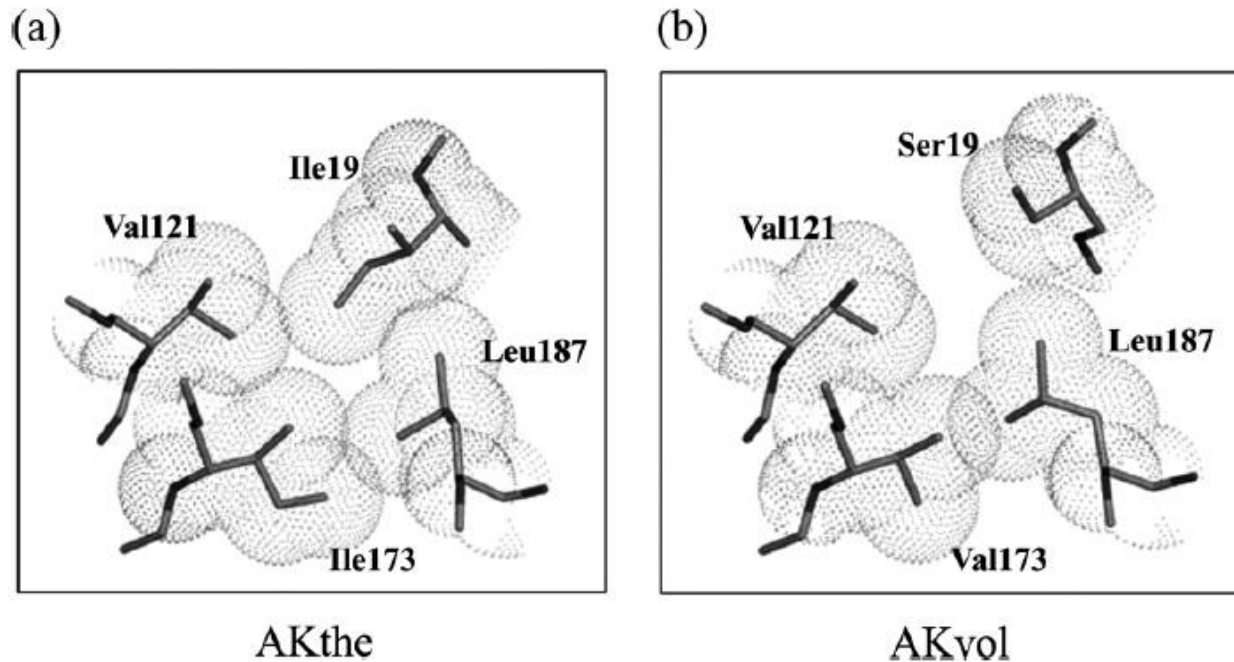 (a)
Ile19
Val121
Leu187
Ile173
AKthe
(b)
Ser19
Val121
Leu187
Val173
AKvol